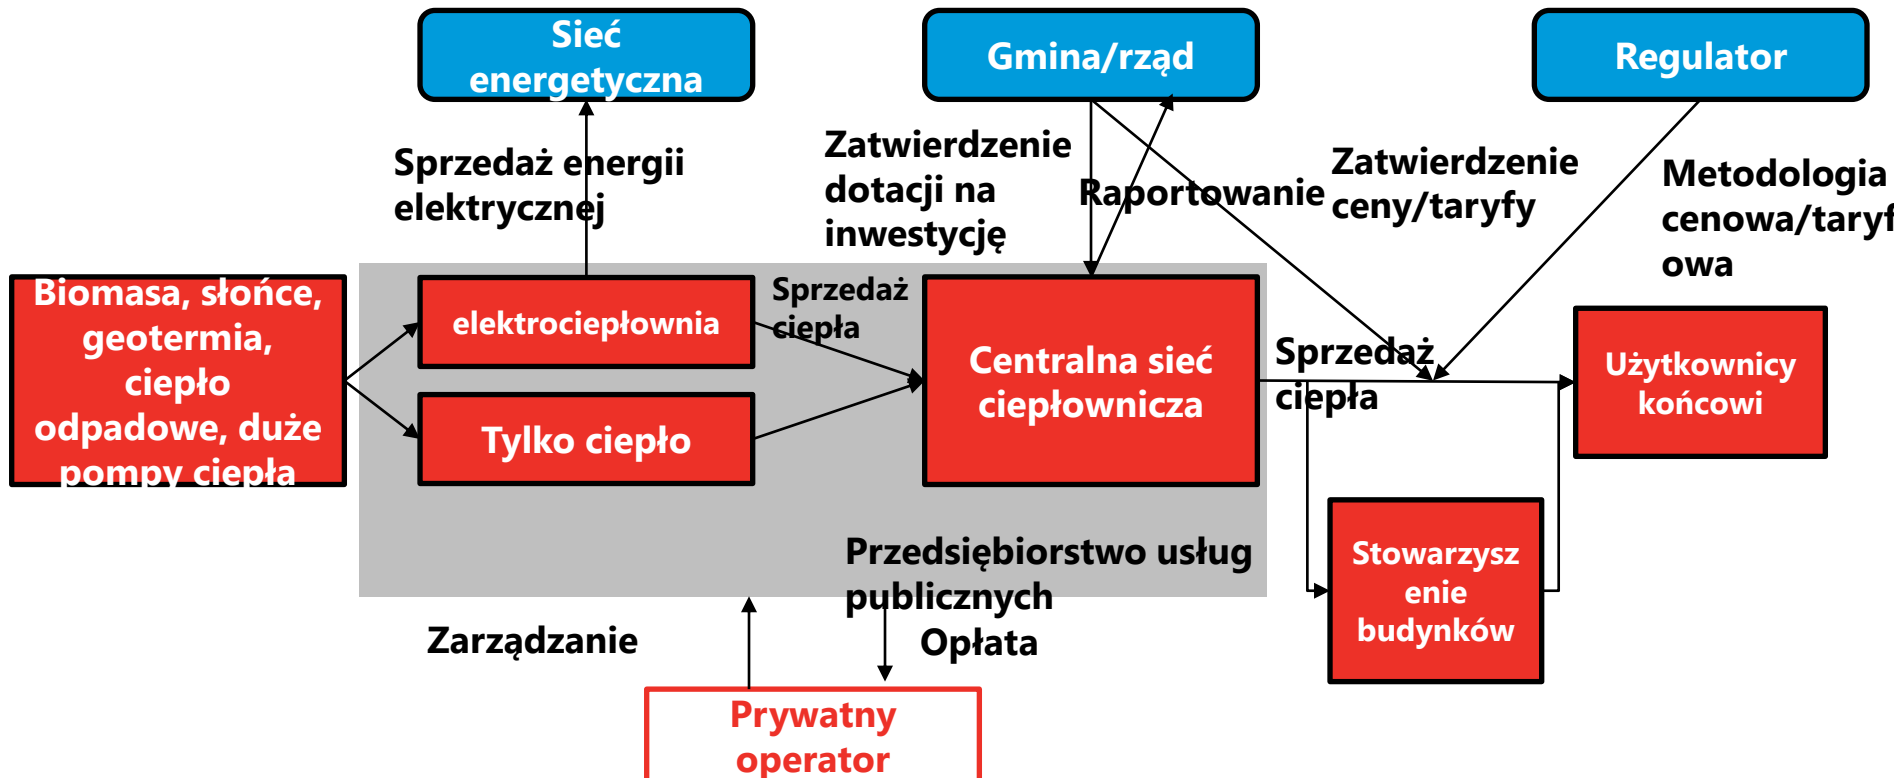 Sieć
energetyczna
Gmina/rząd
Regulator
Sprzedaż energii
elektrycznej
Zatwierdzenie
dotacji na
inwestycję
Raportowanie
Zatwierdzenie
ceny/taryfy
Metodologia
cenowa/taryf
owa
Biomasa, słońce,
geotermia,
ciepło
odpadowe, duże
pompy ciepła
elektrociepłownia
Tylko ciepło
Sprzedaż
ciepła
Centralna sieć
ciepłownicza
Sprzedaż
ciepła
Użytkownicy
końcowi
Stowarzysz
enie
budynków
Przedsiębiorstwo usług
publicznych
Zarządzanie
Opłata
Prywatny
operator